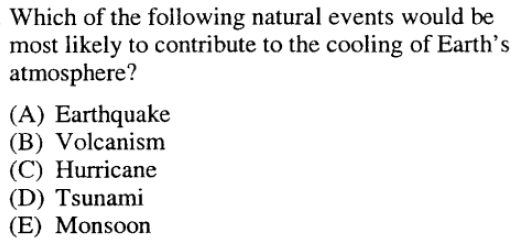 Which of the following natural events would be
most likely to contribute to the cooling of Earth's
atmosphere?
(A) Earthquake
(B) Volcanism
(C) Hurricane
(D) Tsunami
(E) Monsoon